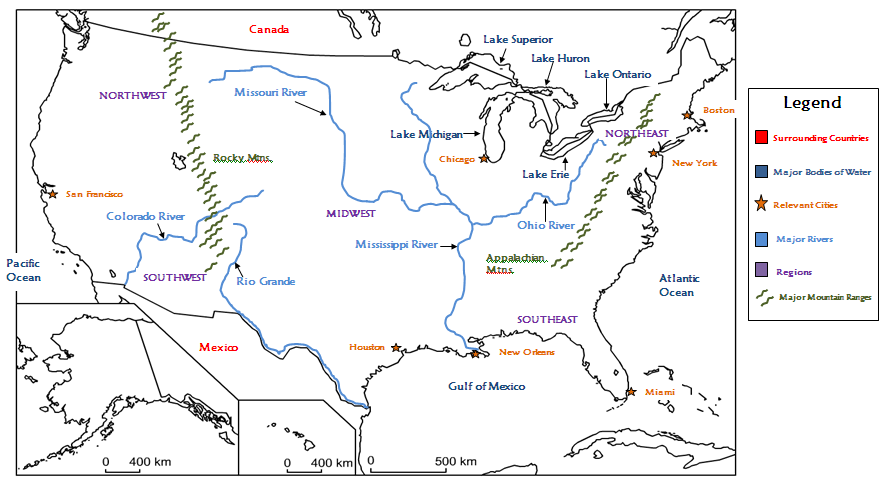 Canada
Lake Superior
Lake Huron
Lake Ontario
NORTHWEST
Missouri River
Legend
Boston
Lake Michigan
NORTHEAST
Surrounding Countries
Rocky Mtns.
Chicago
New York
Lake Erie
Major Bodies of Water
San Francisco
Relevant Cities
Colorado River
MIDWEST
Ohio River
Mississippi River
Major Rivers
Appalachian
Mtns.
Pacific
Ocean
SOUTHWEST
Rio Grande
Atlantic
Ocean
Regions
Major Mountain Ranges
SOUTHEAST
Mexico
Houston
New Orleans
Gulf of Mexico
Miami
0 400 km
0 400 km
0 500 km